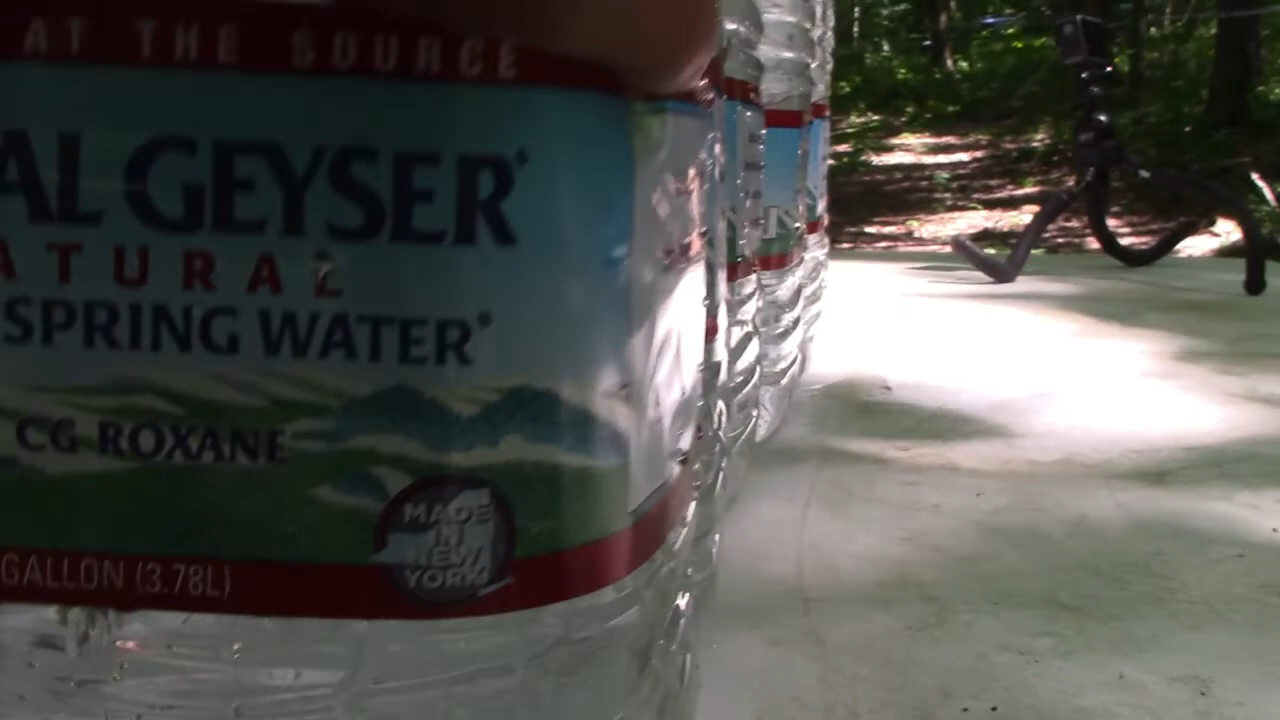 AT THE SOURCE
AL GEYSER
ATURAL
SPRING WATER*
CG ROXANE
MADE
IN
NEW
YORK
GALLON (3.78L)